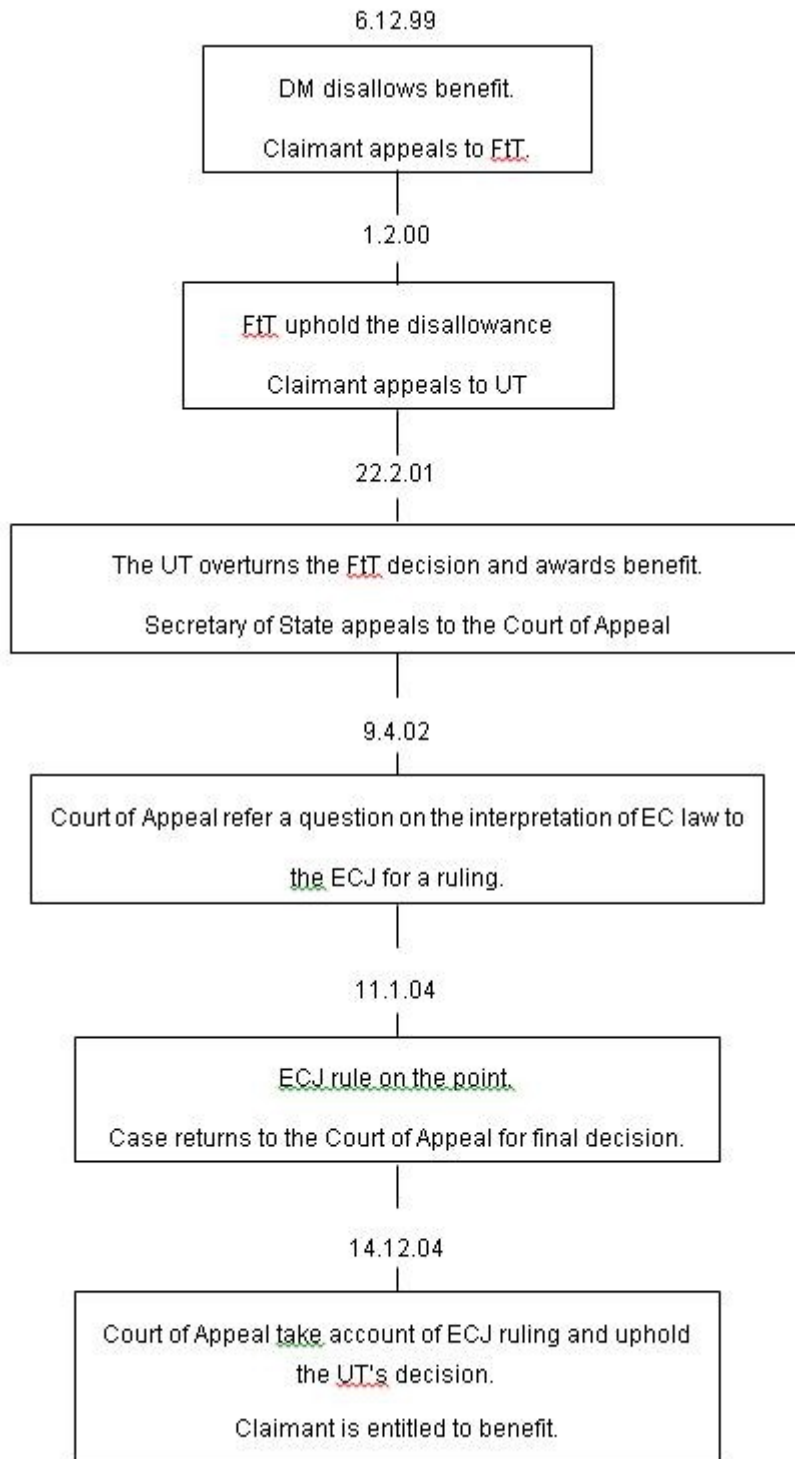 6.12.99
DM disallows benefit.
Claimant appeals to FtT.
1.2.00
FtT uphold the disallowance
Claimant appeals to UT
22.2.01
The UT overturns the FtT decision and awards benefit.
Secretary of State appeals to the Court of Appeal
9.4.02
Court of Appeal refer a question on the interpretation of EC law to
the ECJ for a ruling.
11.1.04
ECJ rule on the point.
Case returns to the Court of Appeal for final decision.
14.12.04
Court of Appeal take account of ECJ ruling and uphold
the UT's decision.
Claimant is entitled to benefit.